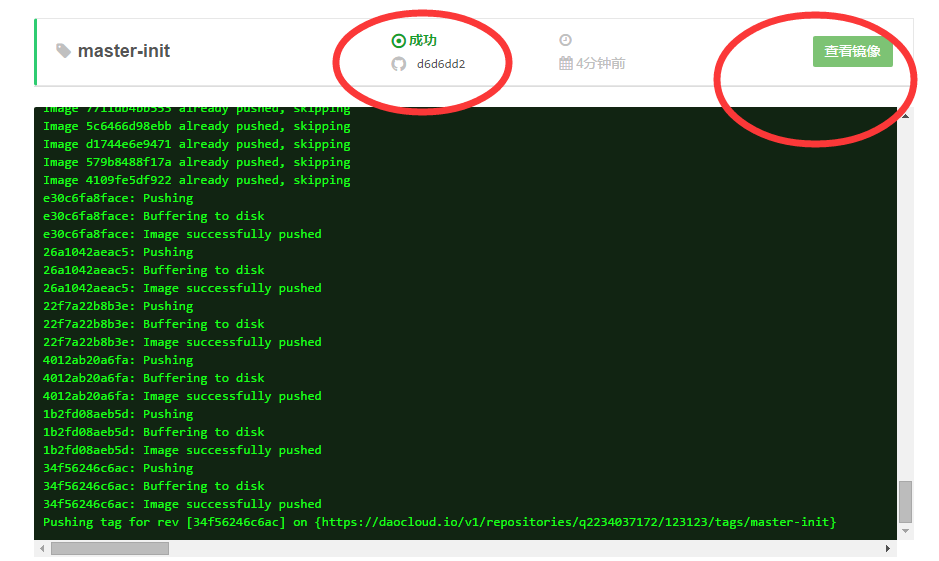 master-init
成功
d6d6dd2
4分钟前
查看镜像
Image 7711db4bb553 already pushed, skipping
Image 5c6466d98ebb already pushed, skipping
Image d1744e6e9471 already pushed, skipping
Image 579b8488f17a already pushed, skipping
Image 4109fe5df922 already pushed, skipping
e30c6fa8face: Pushing
e30c6fa8face: Buffering to disk
e30c6fa8face: Image successfully pushed
26a1042aeac5: Pushing
26a1042aeac5: Buffering to disk
26a1042aeac5: Image successfully pushed
22f7a22b8b3e: Pushing
22f7a22b8b3e: Buffering to disk
22f7a22b8b3e: Image successfully pushed
4012ab20a6fa: Pushing
4012ab20a6fa: Buffering to disk
4012ab20a6fa: Image successfully pushed
1b2fd08aeb5d: Pushing
1b2fd08aeb5d: Buffering to disk
1b2fd08aeb5d: Image successfully pushed
34f56246c6ac: Pushing
34f56246c6ac: Buffering to disk
34f56246c6ac: Image successfully pushed
Pushing tag for rev [34f56246c6ac] on {https://daocloud.io/v1/repositories/q2234037172/123123/tags/master-init}